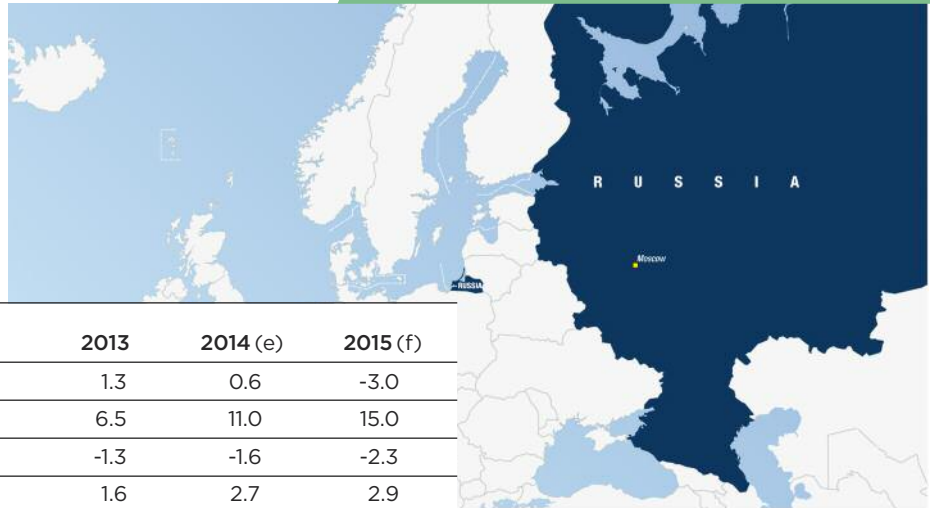 R U S S I A
Moscow
RUSSIA
2013 2014 (e) 2015 (f)
1.3 0.6 -3.0
6.5 11.0 15.0
-1.3 -1.6 -2.3
1.6 2.7 2.9